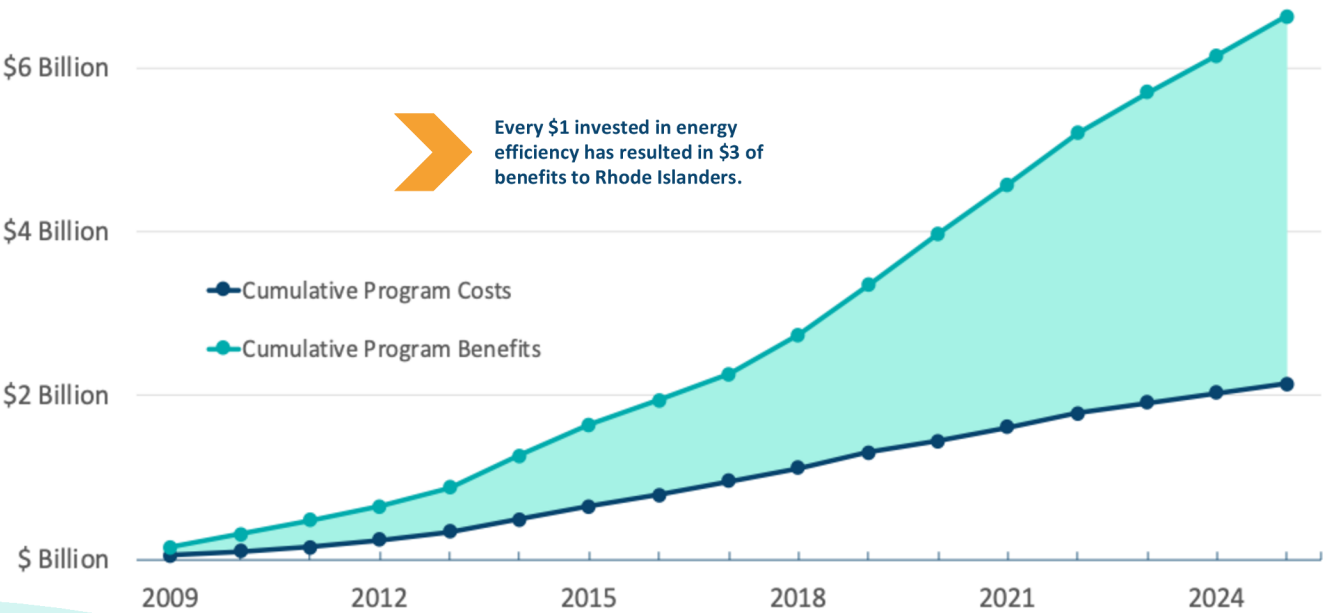 $6 Billion
Every $1 invested in energy
efficiency has resulted in $3 of
benefits to Rhode Islanders.
$4 Billion
Cumulative Program Costs
Cumulative Program Benefits
$2 Billion
$ Billion
2009 2012 2015 2018 2021 2024